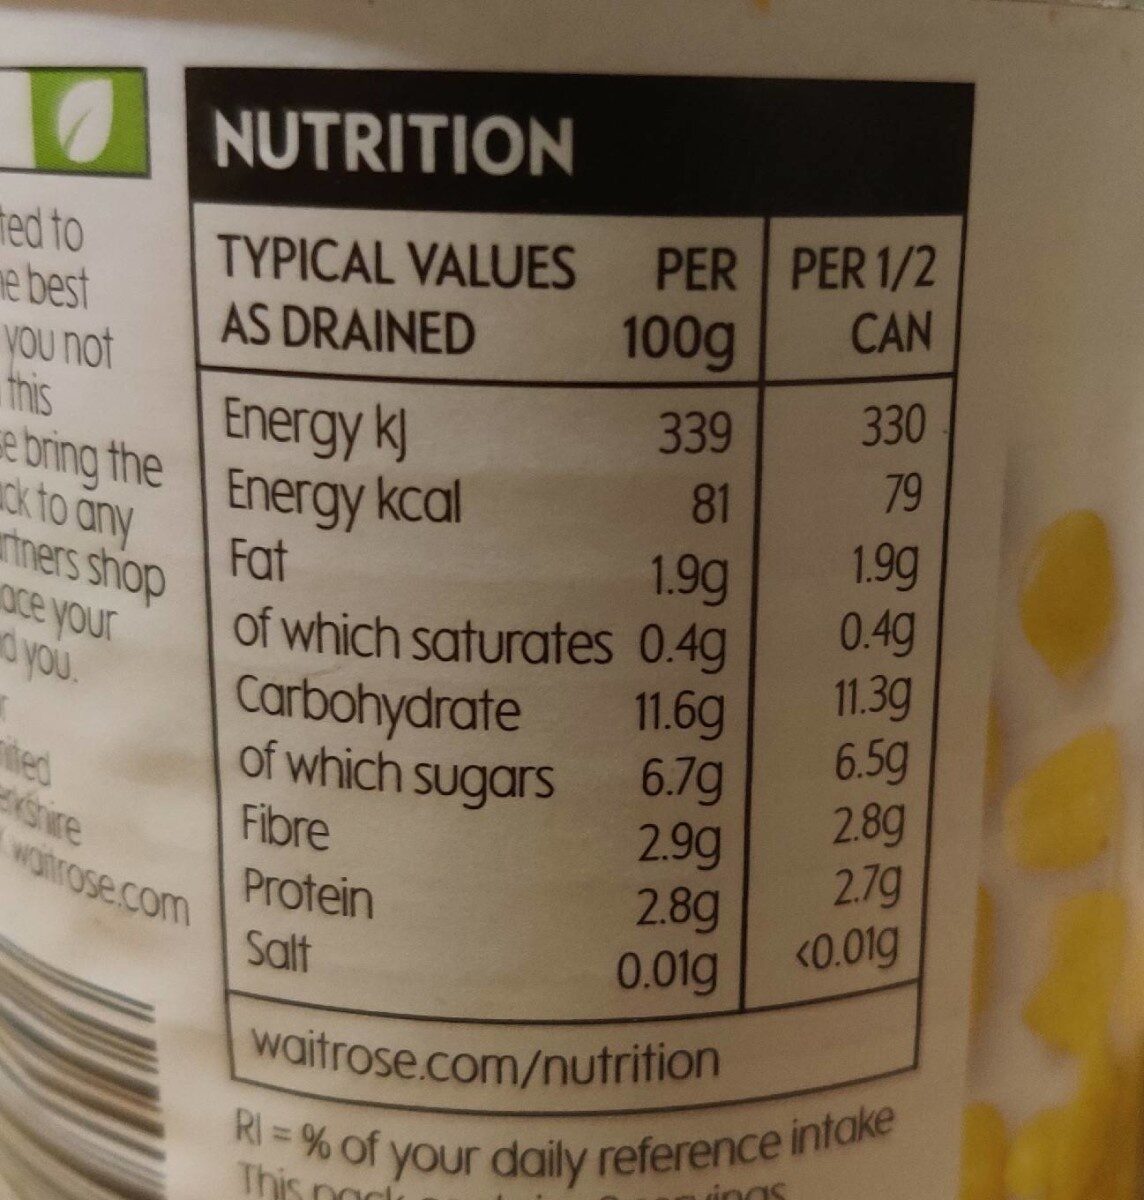 ted to
best
you not
this
bring the
to any
shop
your
you.
waitrose.com
NUTRITION
TYPICAL VALUES PER PER 1/2
AS DRAINED 100g CAN
Energy kJ 339 330
Energy kcal 81 79
Fat 1.9g 1.9g
of which saturates 0.4g 0.4g
Carbohydrate 11.6g 11.3g
of which sugars 6.7g 6.5g
Fibre 2.9g 2.8g
Protein 2.8g 2.7g
Salt 0.01g <0.01g
waitrose.com/nutrition
RI = % of your daily reference intake
This